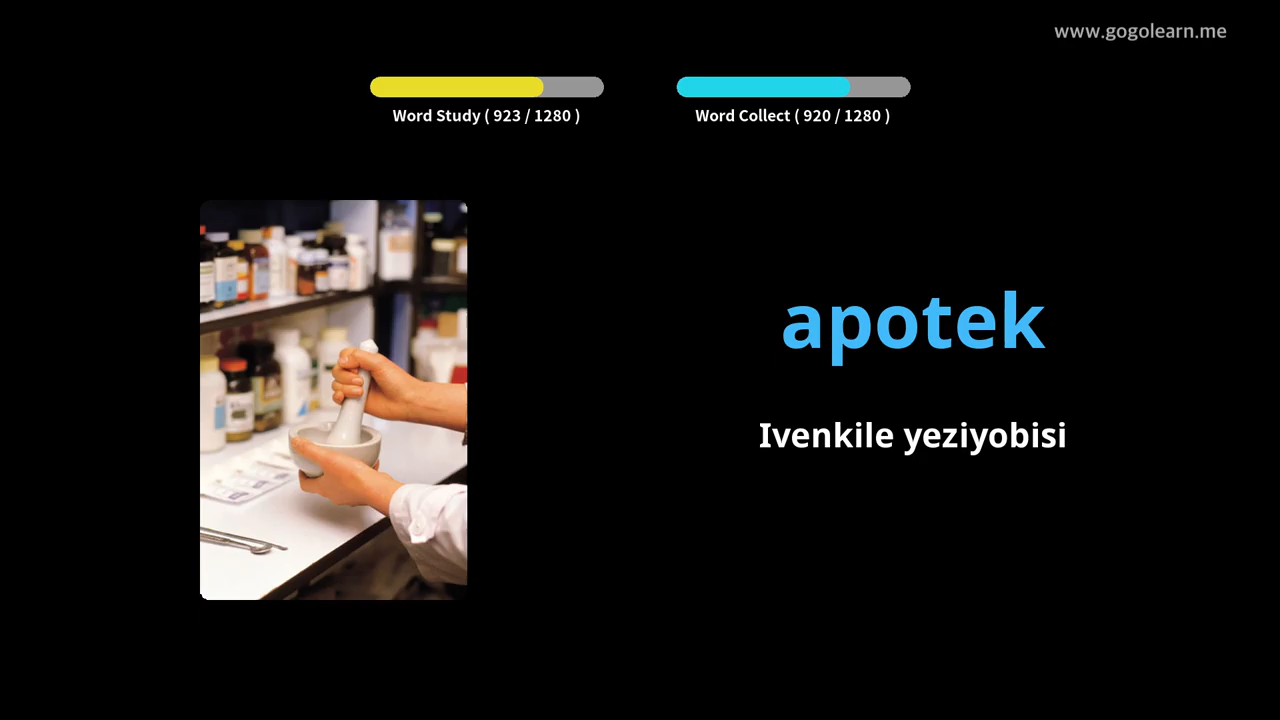 www.gogolearn.me
Word Study ( 923 / 1280 )
Word Collect ( 920 / 1280 )
apotek
Ivenkile yeziyobisi